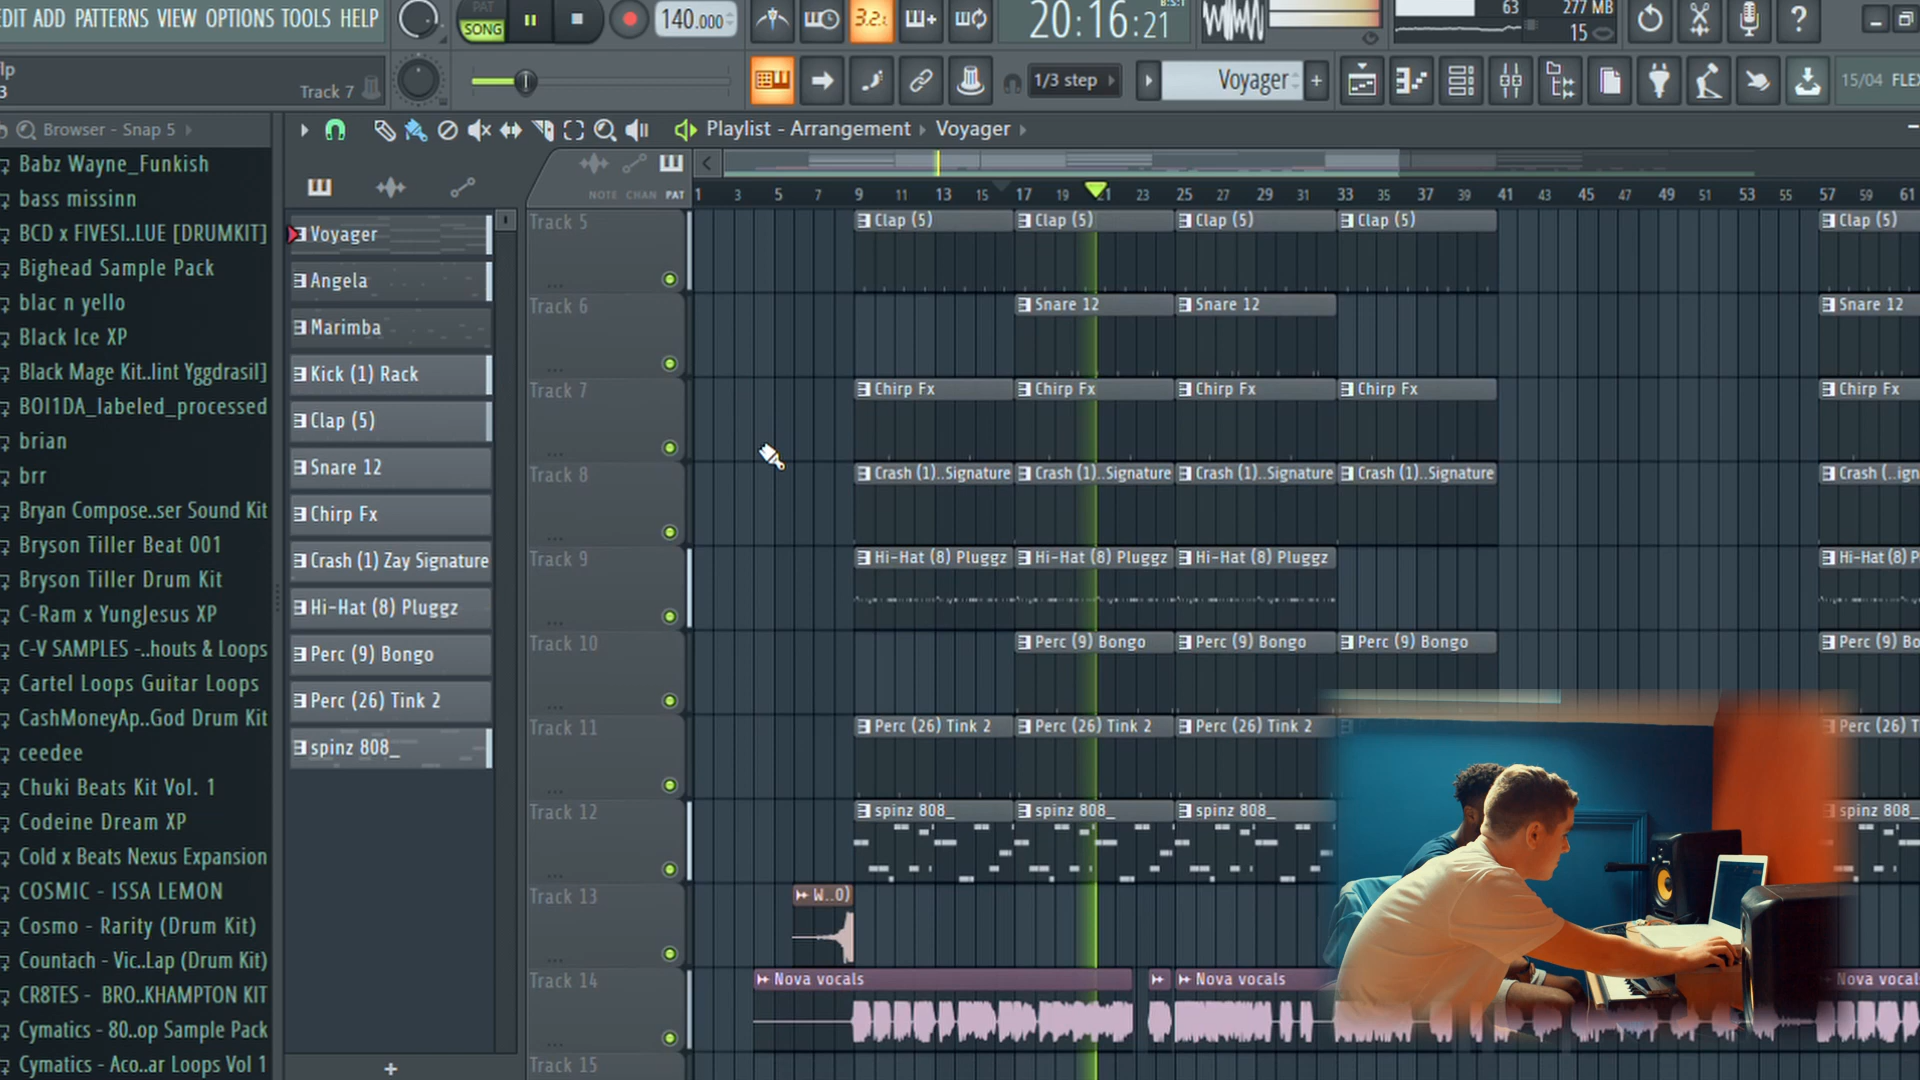 EDIT ADD PATTERNS VIEW OPTIONS TOOLS HELP
PAT
SONG
140.000
3.2.
20:16:21
B:S:T
63
277 MB
15
lp
3
Track 7
1/3 step
Voyager
15/04 FLEX
Browser - Snap 5
Playlist - Arrangement
Voyager
NOTE CHAN PAT
1 3 5 7 9 11 13 15 17 19 21 23 25 27 29 31 33 35 37 39 41 43 45 47 49 51 53 55 57 59 61
Babz Wayne_Funkish
bass missinn
BCD x FIVESI..LUE [DRUMKIT]
Bighead Sample Pack
blac n yello
Black Ice XP
Black Mage Kit..lint Yggdrasil]
BOI1DA_labeled_processed
brian
brr
Bryan Compose..ser Sound Kit
Bryson Tiller Beat 001
Bryson Tiller Drum Kit
C-Ram x YungJesus XP
C-V SAMPLES -..houts & Loops
Cartel Loops Guitar Loops
CashMoneyAp..God Drum Kit
ceedee
Chuki Beats Kit Vol. 1
Codeine Dream XP
Cold x Beats Nexus Expansion
COSMIC - ISSA LEMON
Cosmo - Rarity (Drum Kit)
Countach - Vic..Lap (Drum Kit)
CR8TES - BRO..KHAMPTON KIT
Cymatics - 80..op Sample Pack
Cymatics - Aco..ar Loops Vol 1
Voyager
Angela
Marimba
Kick (1) Rack
Clap (5)
Snare 12
Chirp Fx
Crash (1) Zay Signature
Hi-Hat (8) Pluggz
Perc (9) Bongo
Perc (26) Tink 2
spinz 808_
Track 5
Clap (5) Clap (5) Clap (5) Clap (5) Clap (5)
Track 6
Snare 12 Snare 12 Snare 12
Track 7
Chirp Fx Chirp Fx Chirp Fx Chirp Fx Chirp Fx
Track 8
Crash (1)..Signature Crash (1)..Signature Crash (1)..Signature Crash (1)..Signature Crash (..ign
Track 9
Hi-Hat (8) Pluggz Hi-Hat (8) Pluggz Hi-Hat (8) Pluggz Hi-Hat (8) P
Track 10
Perc (9) Bongo Perc (9) Bongo Perc (9) Bongo Perc (9) Bo
Track 11
Perc (26) Tink 2 Perc (26) Tink 2 Perc (26) Tink 2 Perc (26) T
Track 12
spinz 808_ spinz 808_ spinz 808_ spinz 808_
Track 13
W..0)
Track 14
Nova vocals Nova vocals Nova vocals
Track 15